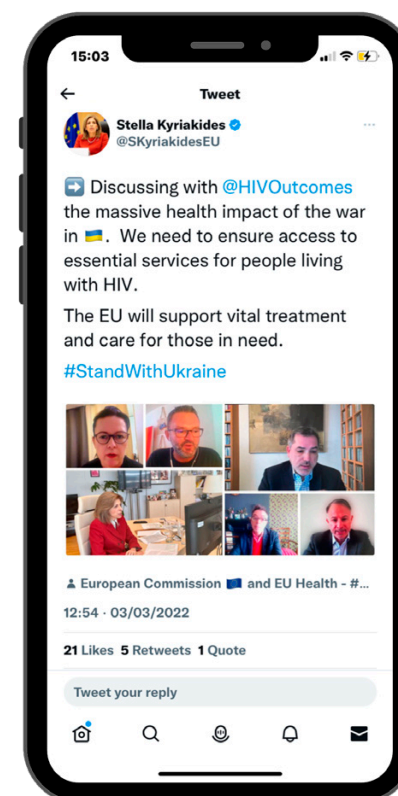 15:03
Tweet
Stella Kyriakides
@SKyriakidesEU
➡️ Discussing with @HIVOutcomes
the massive health impact of the war
in 🇺🇦. We need to ensure access to
essential services for people living
with HIV.
The EU will support vital treatment
and care for those in need.
#StandWithUkraine
European Commission 🇪🇺 and EU Health - #...
12:54 · 03/03/2022
21 Likes 5 Retweets 1 Quote
Tweet your reply